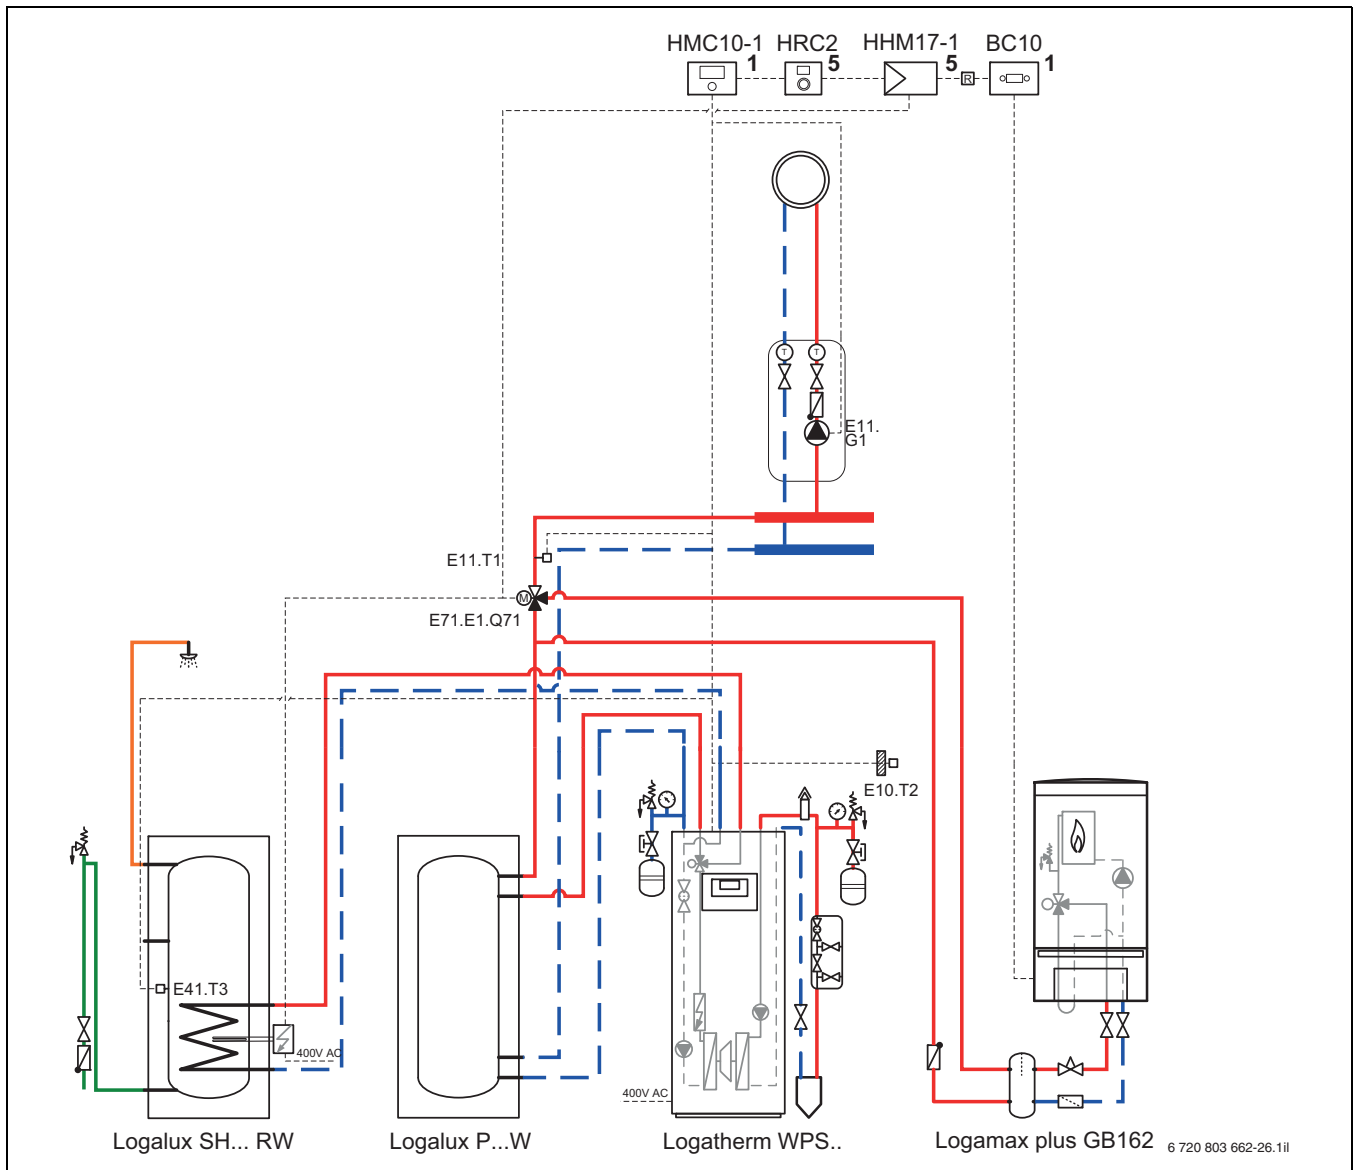 HMC10-1 HRC2 HHM17-1 BC10
1 5 5 1
R
T T
E11.
G1
E11.T1
M
E71.E1.Q71
E10.T2
E41.T3
400V AC
400V AC
Logalux SH... RW Logalux P...W Logatherm WPS.. Logamax plus GB162
6 720 803 662-26.1il